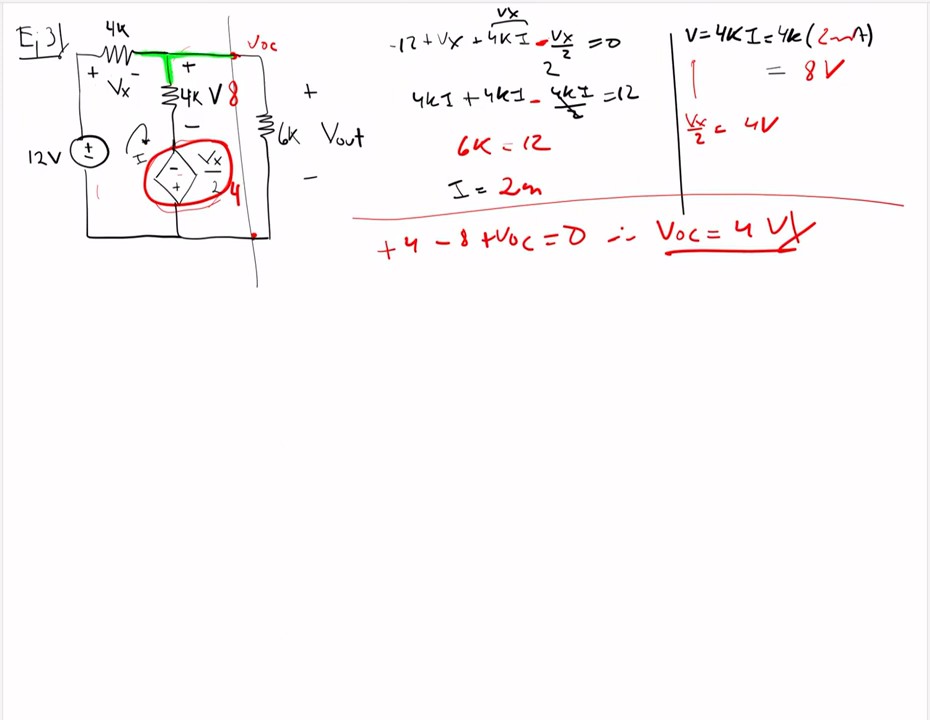 Ej3)
4k
Voc
+ Vx -
+
4k V 8
-
12V
I
Vx/2
4
+
6k Vout
-
Vx
-12 + Vx + 4kI - Vx/2 = 0
4kI + 4kI - 4kI/2 = 12
6k = 12
I = 2m
V = 4kI = 4k(2mA)
= 8V
Vx/2 = 4V
+4 - 8 + Voc = 0 ∴ Voc = 4 V